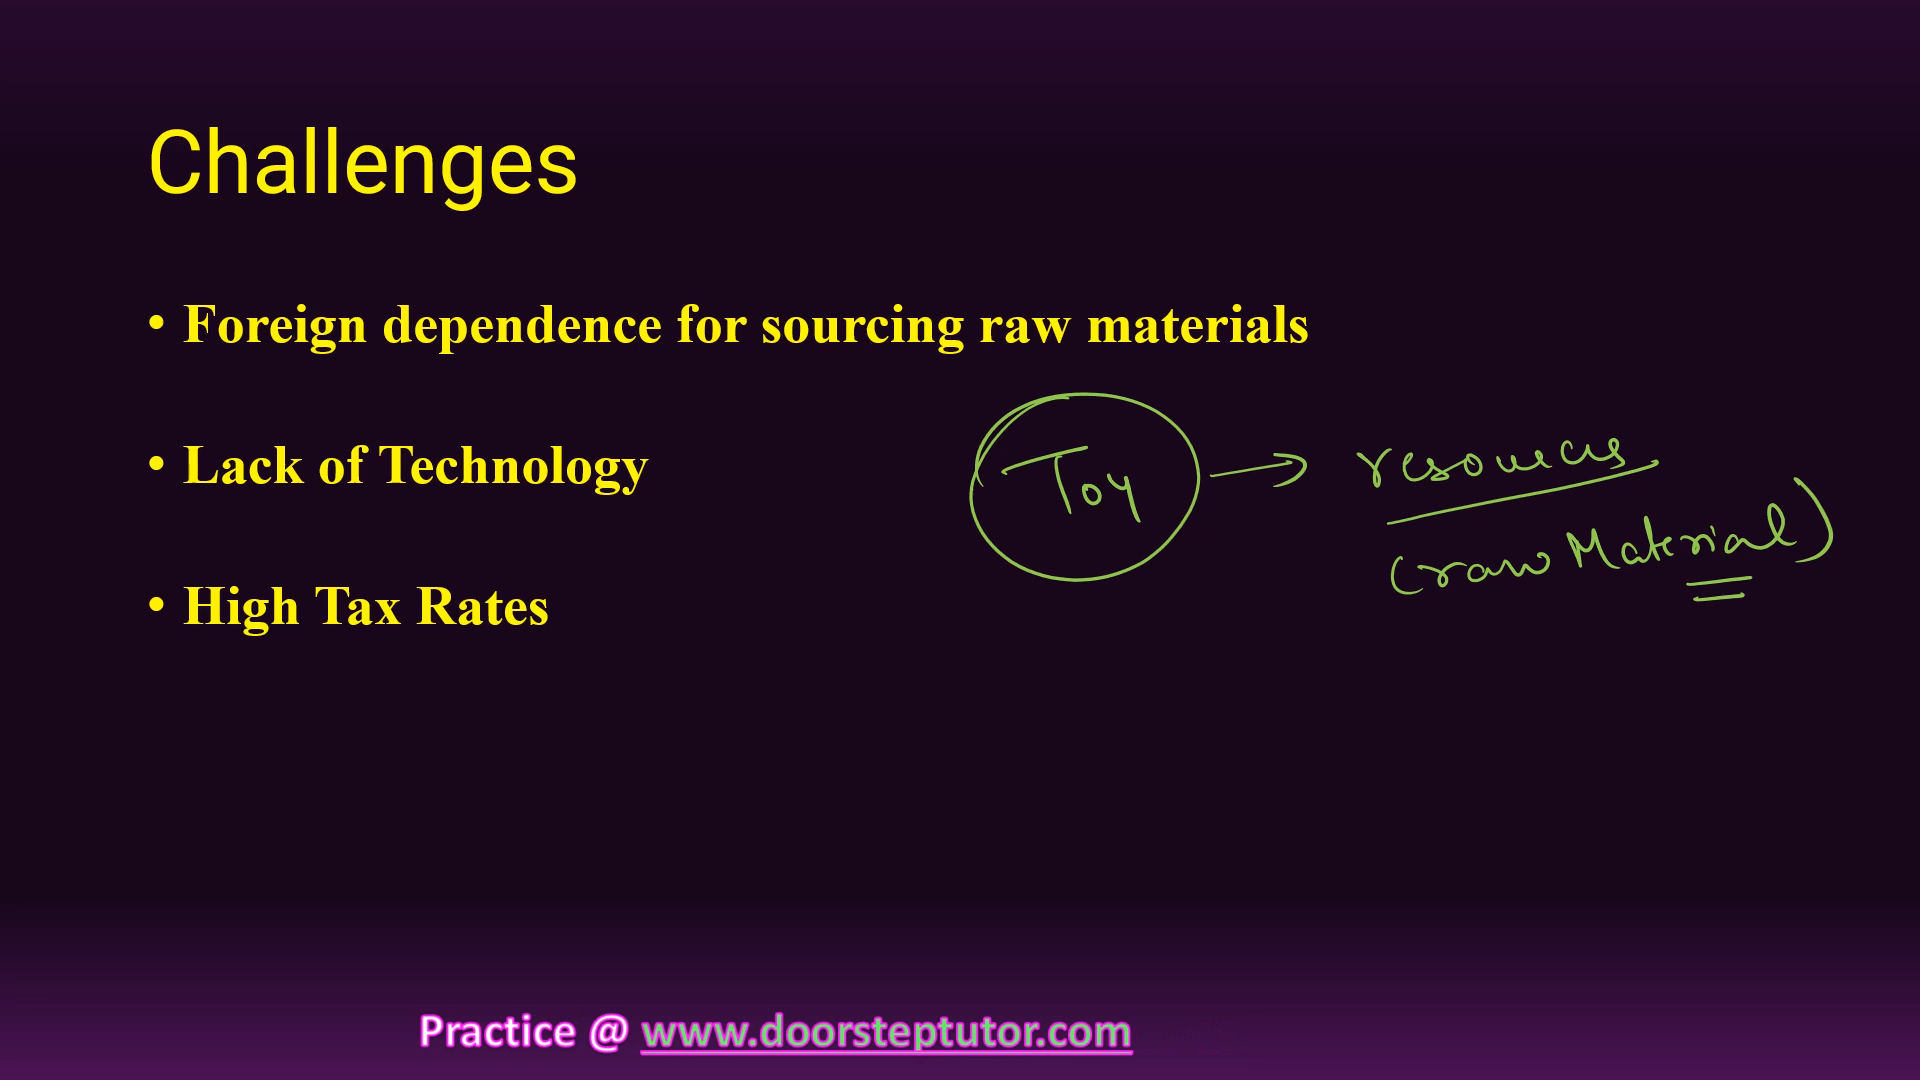 Challenges
• Foreign dependence for sourcing raw materials
• Lack of Technology
Toy → resources
(raw Material)
• High Tax Rates
Practice @ www.doorsteptutor.com